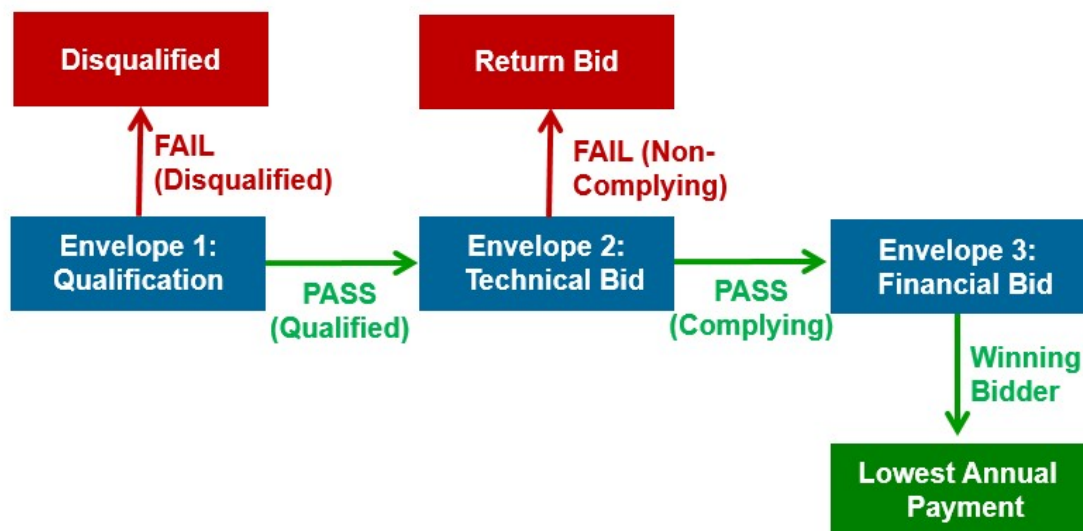 Disqualified
Return Bid
FAIL
(Disqualified)
FAIL (Non-
Complying)
Envelope 1:
Qualification
PASS
(Qualified)
Envelope 2:
Technical Bid
PASS
(Complying)
Envelope 3:
Financial Bid
Winning
Bidder
Lowest Annual
Payment